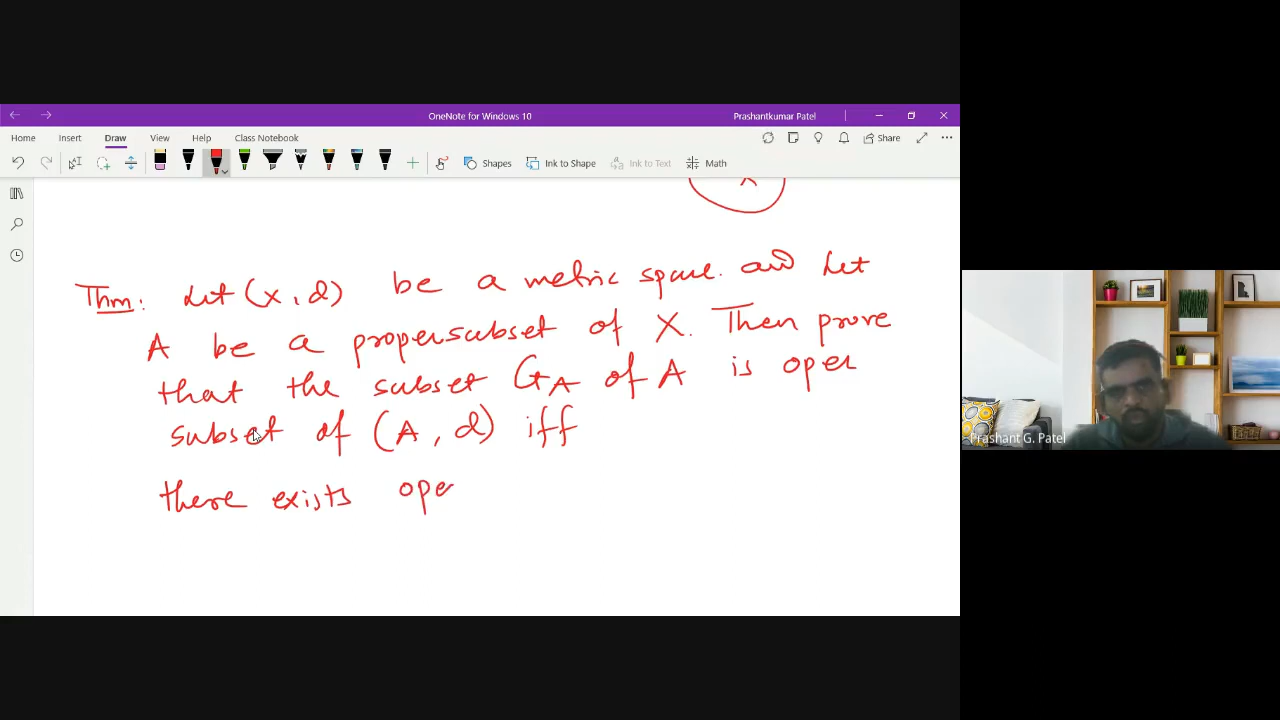 OneNote for Windows 10
Prashantkumar Patel
Home Insert Draw View Help Class Notebook
Share
Shapes Ink to Shape Ink to Text Math
X
Thm: Let (X, d) be a metric space. and Let
A be a proper subset of X. Then prove
that the subset G_A of A is open
subset of (A, d) iff
there exists ope
Prashant G. Patel